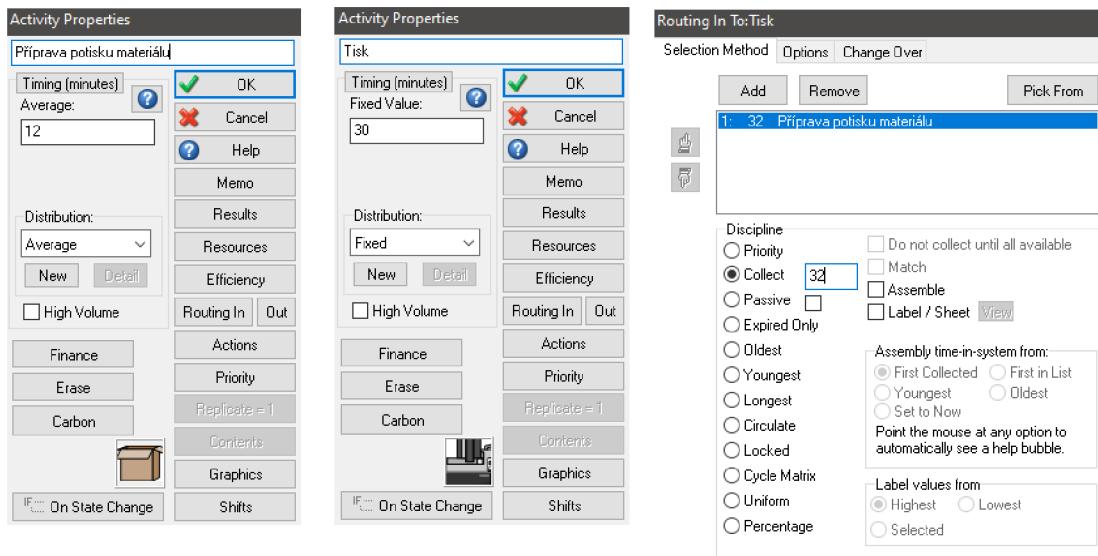 Activity Properties
Příprava potisku materiálu
Timing (minutes)
Average:
12
OK
Cancel
Help
Memo
Results
Resources
Efficiency
Routing In
Out
Actions
Priority
Replicate = 1
Contents
Graphics
Shifts
Distribution:
Average
New
Detail
High Volume
Finance
Erase
Carbon
IF
On State Change
Activity Properties
Tisk
Timing (minutes)
Fixed Value:
30
OK
Cancel
Help
Memo
Results
Resources
Efficiency
Routing In
Out
Actions
Priority
Replicate = 1
Contents
Graphics
Shifts
Distribution:
Fixed
New
Detail
High Volume
Finance
Erase
Carbon
IF
On State Change
Routing In To:Tisk
Selection Method Options Change Over
Add Remove Pick From
1: 32 Příprava potisku materiálu
Discipline
Priority
Collect 32
Passive
Expired Only
Oldest
Youngest
Longest
Circulate
Locked
Cycle Matrix
Uniform
Percentage
Do not collect until all available
Match
Assemble
Label / Sheet View
Assembly time-in-system from:
First Collected First in List
Youngest Oldest
Set to Now
Point the mouse at any option to
automatically see a help bubble.
Label values from
Highest Lowest
Selected